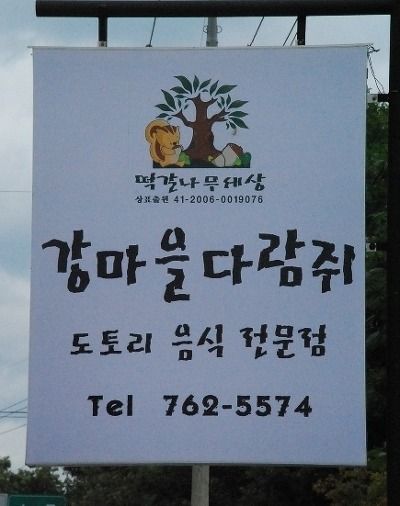 떡갈나무세상
상표출원 41-2006-0019076
강마을다람쥐
도토리 음식 전문점
Tel 762-5574